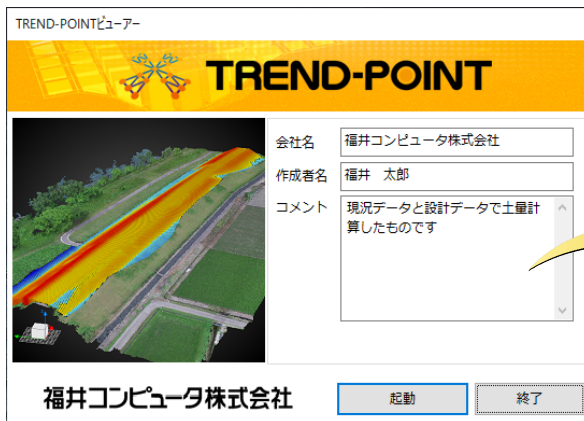 TREND-POINTビューアー
TREND-POINT
会社名
福井コンピュータ株式会社
作成者名
福井　太郎
コメント
現況データと設計データで土量計
算したものです
福井コンピュータ株式会社
起動
終了